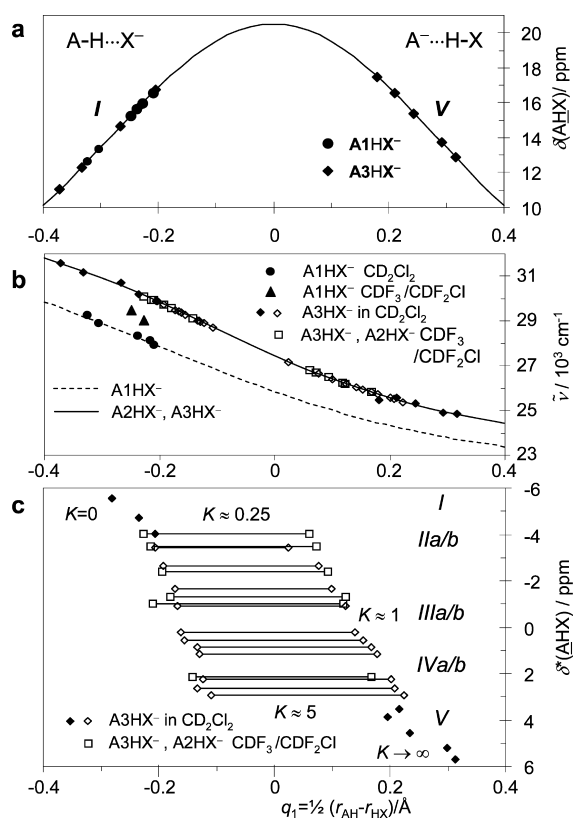 a
A-H···X⁻
A⁻···H-X
I
V
A1HX⁻
A3HX⁻
20
18
16
14
12
10
δ(AHX)/ ppm
-0.4 -0.2 0 0.2 0.4
b
A1HX⁻ CD₂Cl₂
A1HX⁻ CDF₃/CDF₂Cl
A3HX⁻ in CD₂Cl₂
A3HX⁻, A2HX⁻ CDF₃
/CDF₂Cl
A1HX⁻
A2HX⁻, A3HX⁻
31
29
27
25
23
ν̃ / 10³ cm⁻¹
-0.4 -0.2 0 0.2 0.4
c
K=0
K ≈ 0.25
I
IIa/b
IIIa/b
K ≈ 1
IVa/b
K ≈ 5
V
K → ∞
A3HX⁻ in CD₂Cl₂
A3HX⁻, A2HX⁻ CDF₃/CDF₂Cl
-6
-4
-2
0
2
4
6
δ*(AHX) / ppm
-0.4 -0.2 0 0.2 0.4
q₁=½ (rAH-rHX)/Å